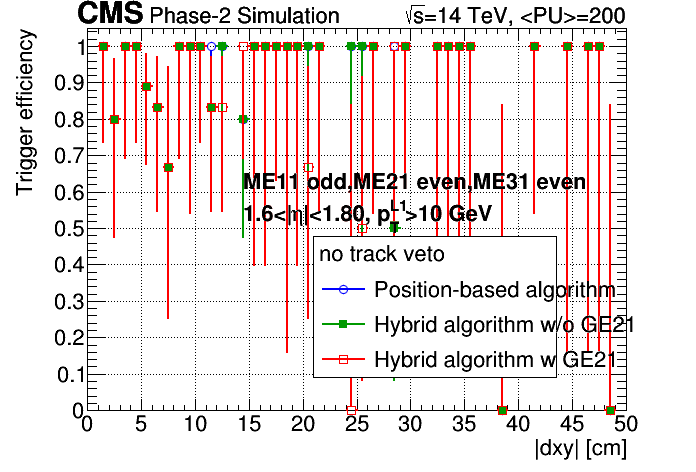 CMS Phase-2 Simulation √s=14 TeV, <PU>=200
Trigger efficiency
1
0.9
0.8
0.7
0.6
0.5
0.4
0.3
0.2
0.1
0
ME11 odd,ME21 even,ME31 even
1.6<|η|<1.80, p_T^L1>10 GeV
no track veto
Position-based algorithm
Hybrid algorithm w/o GE21
Hybrid algorithm w GE21
0 5 10 15 20 25 30 35 40 45 50
|dxy| [cm]